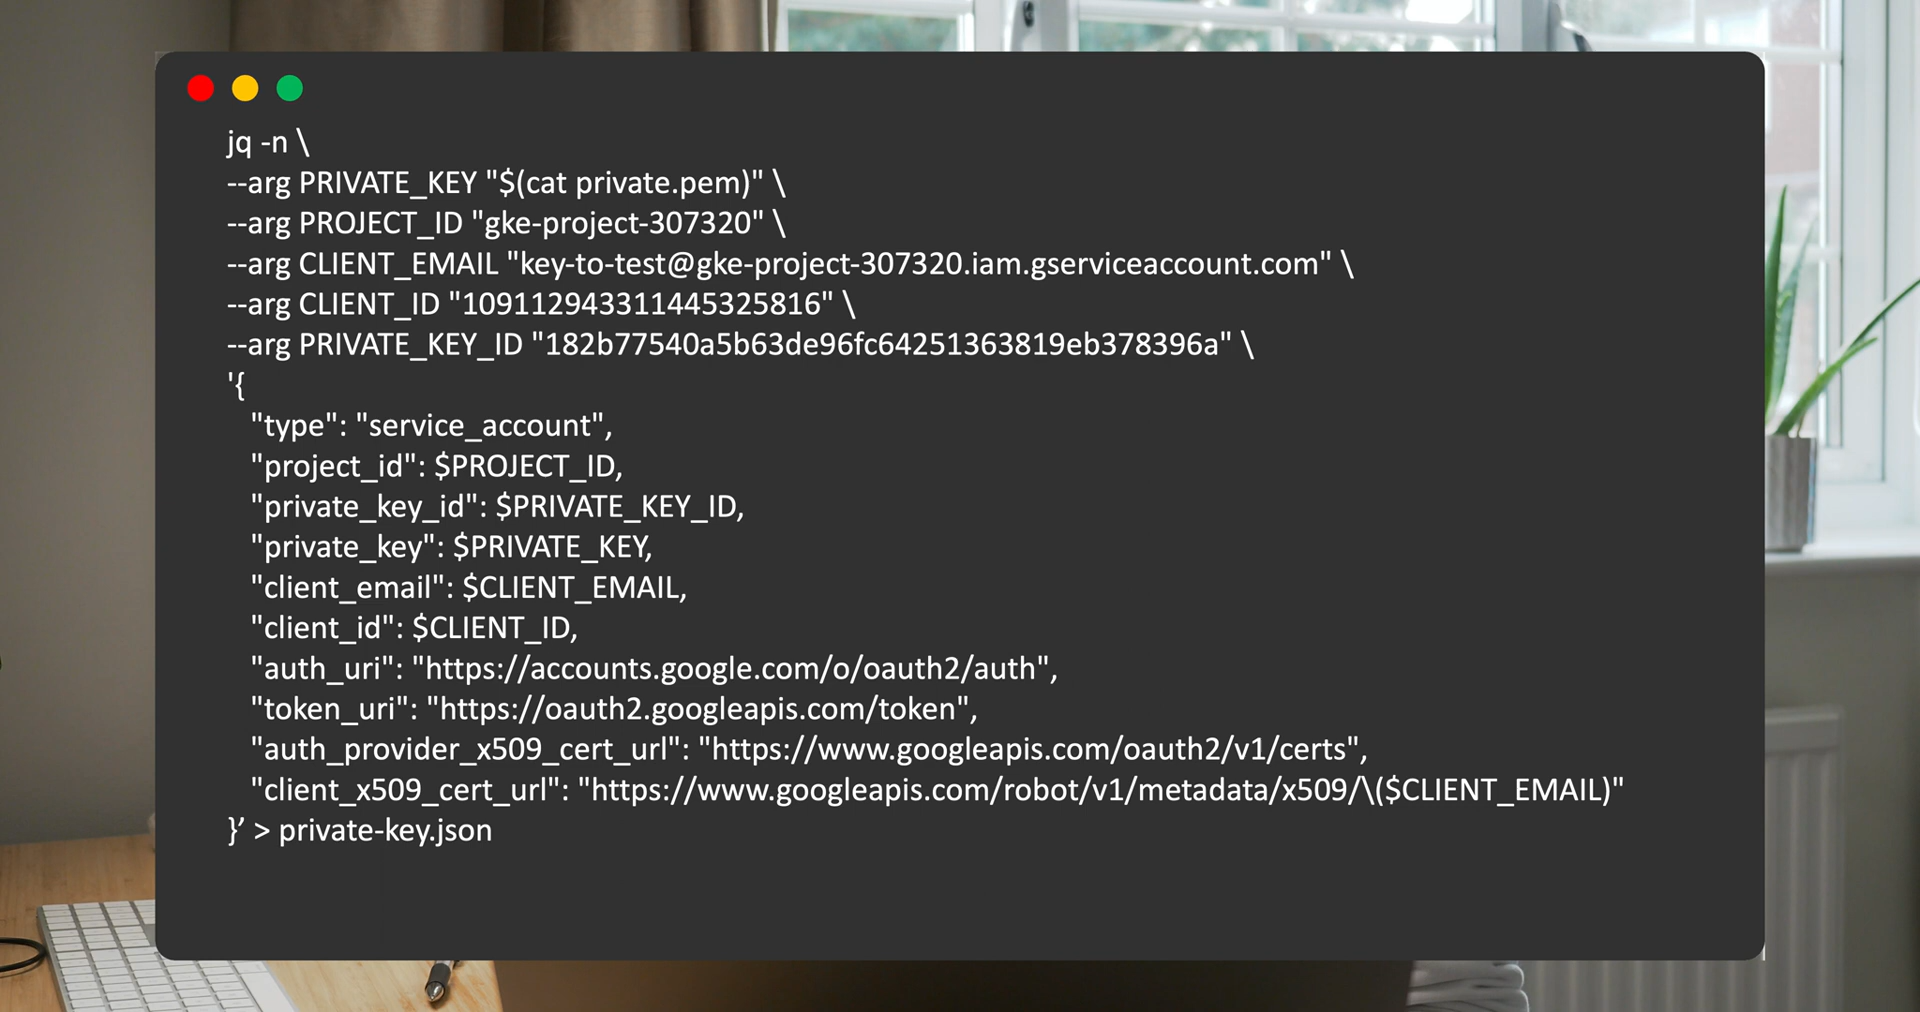 jq -n \
--arg PRIVATE_KEY "$(cat private.pem)" \
--arg PROJECT_ID "gke-project-307320" \
--arg CLIENT_EMAIL "key-to-test@gke-project-307320.iam.gserviceaccount.com" \
--arg CLIENT_ID "109112943311445325816" \
--arg PRIVATE_KEY_ID "182b77540a5b63de96fc64251363819eb378396a" \
'{
"type": "service_account",
"project_id": $PROJECT_ID,
"private_key_id": $PRIVATE_KEY_ID,
"private_key": $PRIVATE_KEY,
"client_email": $CLIENT_EMAIL,
"client_id": $CLIENT_ID,
"auth_uri": "https://accounts.google.com/o/oauth2/auth",
"token_uri": "https://oauth2.googleapis.com/token",
"auth_provider_x509_cert_url": "https://www.googleapis.com/oauth2/v1/certs",
"client_x509_cert_url": "https://www.googleapis.com/robot/v1/metadata/x509/\($CLIENT_EMAIL)"
}’ > private-key.json